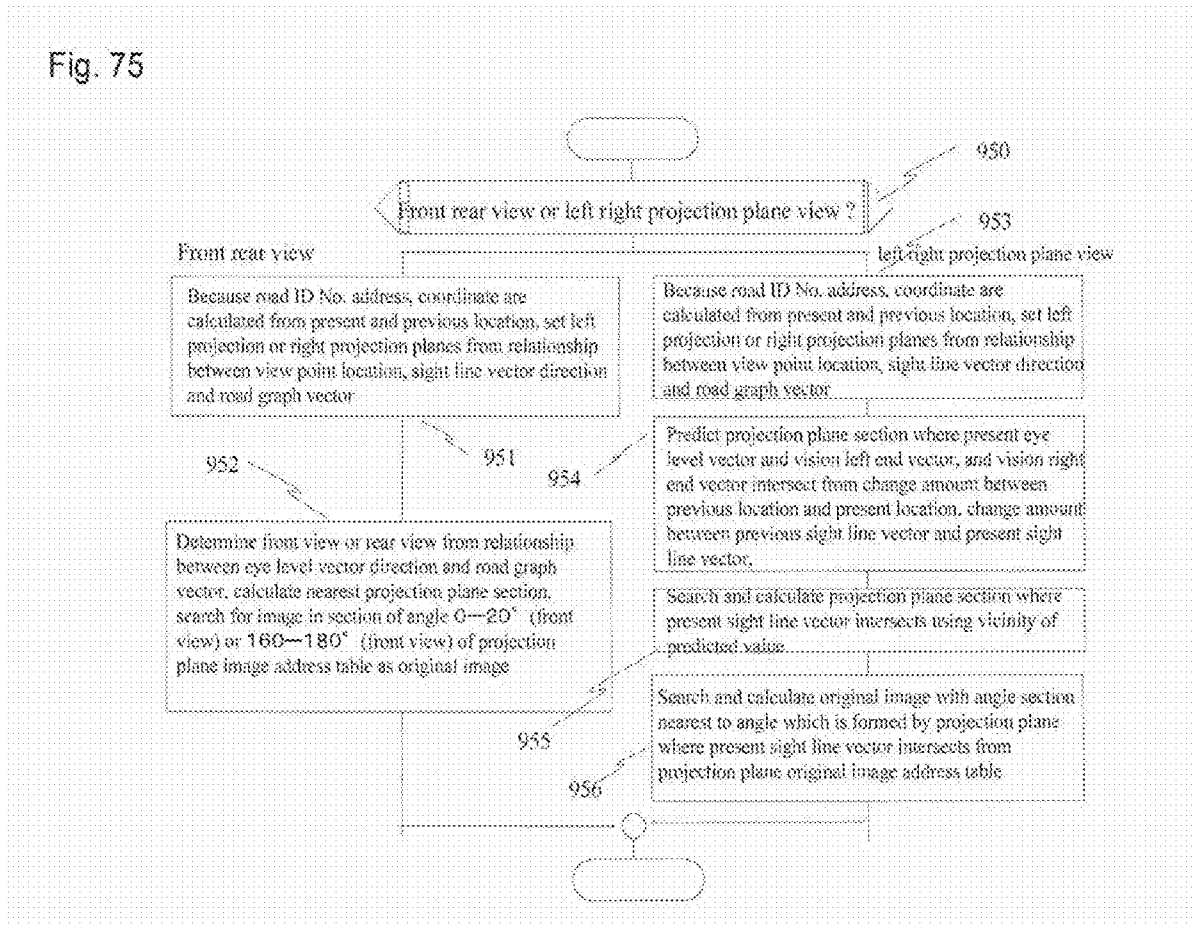 Fig. 75
950
Front rear view or left right projection plane view ?
953
Front rear view
left right projection plane view
Because road ID No. address, coordinate are
calculated from present and previous location, set left
projection or right projection planes from relationship
between view point location, sight line vector direction
and road graph vector
951
952
Determine front view or rear view from relationship
between eye level vector direction and road graph
vector, calculate nearest projection plane section,
search for image in section of angle 0—20° (front
view) or 160—180° (front view) of projection
plane image address table as original image
Because road ID No. address, coordinate are
calculated from present and previous location, set left
projection or right projection planes from relationship
between view point location, sight line vector direction
and road graph vector
954
Predict projection plane section where present eye
level vector and vision left end vector, and vision right
end vector intersect from change amount between
previous location and present location, change amount
between previous sight line vector and present sight
line vector,
Search and calculate projection plane section where
present sight line vector intersects using vicinity of
predicted value
955
Search and calculate original image with angle section
nearest to angle which is formed by projection plane
where present sight line vector intersects from
projection plane original image address table
956